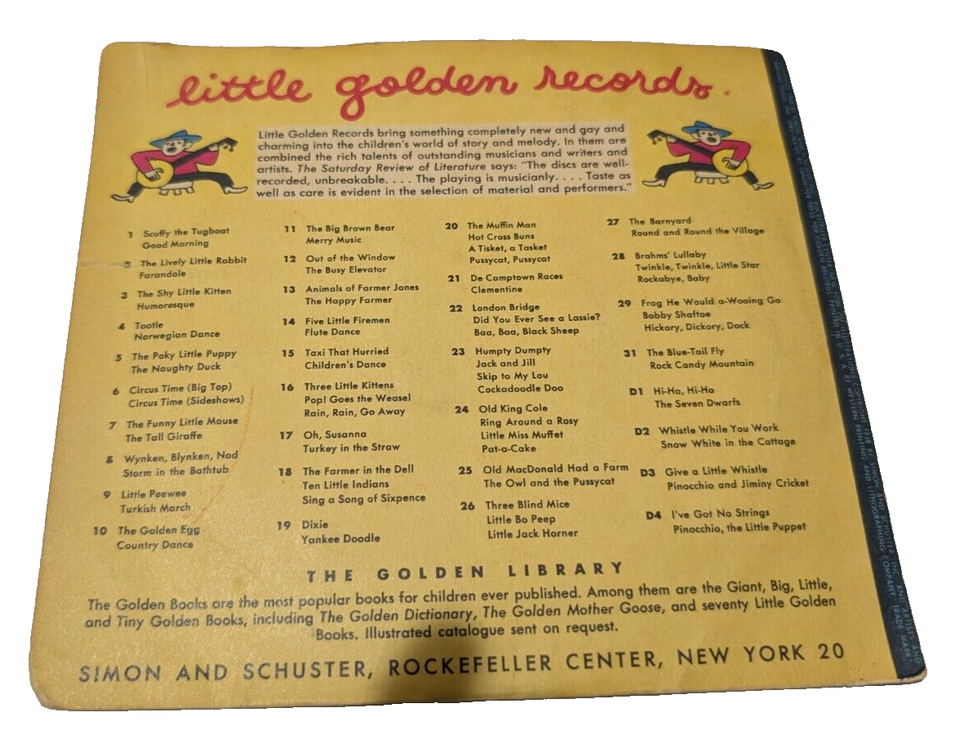 little golden records.
Little Golden Records bring something completely new and gay and
charming into the children's world of story and melody. In them are
combined the rich talents of outstanding musicians and writers and
artists. The Saturday Review of Literature says: "The discs are well-
recorded, unbreakable. . . . The playing is musicianly. . . . Taste as
well as care is evident in the selection of material and performers."
1 Scuffy the Tugboat
Good Morning
2 The Lively Little Rabbit
Farandole
3 The Shy Little Kitten
Humoresque
4 Tootle
Norwegian Dance
5 The Poky Little Puppy
The Naughty Duck
6 Circus Time (Big Top)
Circus Time (Sideshows)
7 The Funny Little Mouse
The Tall Giraffe
8 Wynken, Blynken, Nod
Storm in the Bathtub
9 Little Peewee
Turkish March
10 The Golden Egg
Country Dance
11 The Big Brown Bear
Merry Music
12 Out of the Window
The Busy Elevator
13 Animals of Farmer Jones
The Happy Farmer
14 Five Little Firemen
Flute Dance
15 Taxi That Hurried
Children's Dance
16 Three Little Kittens
Pop! Goes the Weasel
Rain, Rain, Go Away
17 Oh, Susanna
Turkey in the Straw
18 The Farmer in the Dell
Ten Little Indians
Sing a Song of Sixpence
19 Dixie
Yankee Doodle
20 The Muffin Man
Hot Cross Buns
A Tisket, a Tasket
Pussycat, Pussycat
21 De Camptown Races
Clementine
22 London Bridge
Did You Ever See a Lassie?
Baa, Baa, Black Sheep
23 Humpty Dumpty
Jack and Jill
Skip to My Lou
Cockadoodle Doo
24 Old King Cole
Ring Around a Rosy
Little Miss Muffet
Pat-a-Cake
25 Old MacDonald Had a Farm
The Owl and the Pussycat
26 Three Blind Mice
Little Bo Peep
Little Jack Horner
27 The Barnyard
Round and Round the Village
28 Brahms' Lullaby
Twinkle, Twinkle, Little Star
Rockabye, Baby
29 Frog He Would a-Wooing Go
Bobby Shaftoe
Hickory, Dickory, Dock
31 The Blue-Tail Fly
Rock Candy Mountain
D1 Hi-Ho, Hi-Ho
The Seven Dwarfs
D2 Whistle While You Work
Snow White in the Cottage
D3 Give a Little Whistle
Pinocchio and Jiminy Cricket
D4 I've Got No Strings
Pinocchio, the Little Puppet
THE GOLDEN LIBRARY
The Golden Books are the most popular books for children ever published. Among them are the Giant, Big, Little,
and Tiny Golden Books, including The Golden Dictionary, The Golden Mother Goose, and seventy Little Golden
Books. Illustrated catalogue sent on request.
SIMON AND SCHUSTER, ROCKEFELLER CENTER, NEW YORK 20